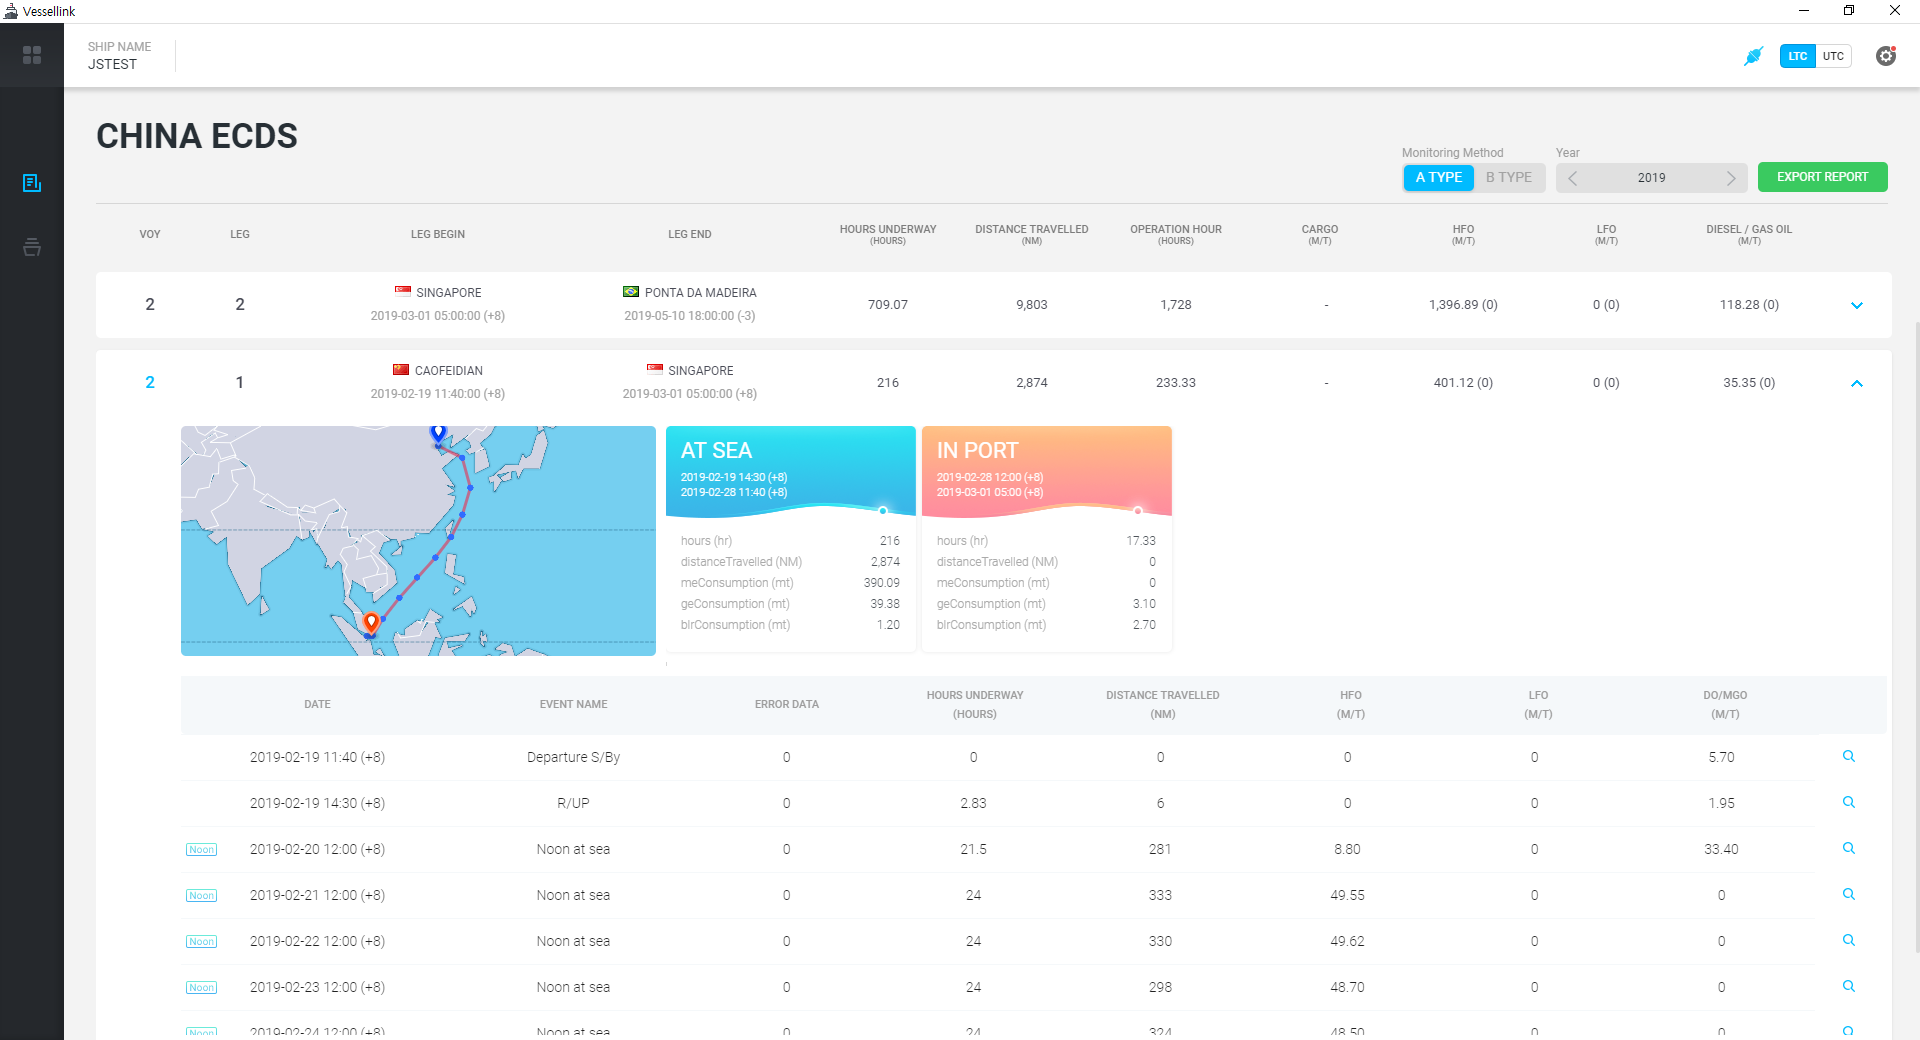 Vessellink
SHIP NAME
JSTEST
LTC UTC
CHINA ECDS
Monitoring Method
A TYPE B TYPE
Year
2019
EXPORT REPORT
VOY LEG LEG BEGIN LEG END HOURS UNDERWAY (HOURS) DISTANCE TRAVELLED (NM) OPERATION HOUR (HOURS) CARGO (M/T) HFO (M/T) LFO (M/T) DIESEL / GAS OIL (M/T)
2 2 SINGAPORE PONTA DA MADEIRA 709.07 9,803 1,728 - 1,396.89 (0) 0 (0) 118.28 (0)
2019-03-01 05:00:00 (+8) 2019-05-10 18:00:00 (-3)
2 1 CAOFEIDIAN SINGAPORE 216 2,874 233.33 - 401.12 (0) 0 (0) 35.35 (0)
2019-02-19 11:40:00 (+8) 2019-03-01 05:00:00 (+8)
AT SEA
2019-02-19 14:30 (+8)
2019-02-28 11:40 (+8)
hours (hr) 216
distanceTravelled (NM) 2,874
meConsumption (mt) 390.09
geConsumption (mt) 39.38
blrConsumption (mt) 1.20
IN PORT
2019-02-28 12:00 (+8)
2019-03-01 05:00 (+8)
hours (hr) 17.33
distanceTravelled (NM) 0
meConsumption (mt) 0
geConsumption (mt) 3.10
blrConsumption (mt) 2.70
DATE EVENT NAME ERROR DATA HOURS UNDERWAY (HOURS) DISTANCE TRAVELLED (NM) HFO (M/T) LFO (M/T) DO/MGO (M/T)
2019-02-19 11:40 (+8) Departure S/By 0 0 0 0 0 5.70
2019-02-19 14:30 (+8) R/UP 0 2.83 6 0 0 1.95
Noon 2019-02-20 12:00 (+8) Noon at sea 0 21.5 281 8.80 0 33.40
Noon 2019-02-21 12:00 (+8) Noon at sea 0 24 333 49.55 0 0
Noon 2019-02-22 12:00 (+8) Noon at sea 0 24 330 49.62 0 0
Noon 2019-02-23 12:00 (+8) Noon at sea 0 24 298 48.70 0 0
Noon 2019-02-24 12:00 (+8) Noon at sea 0 24 324 48.50 0 0